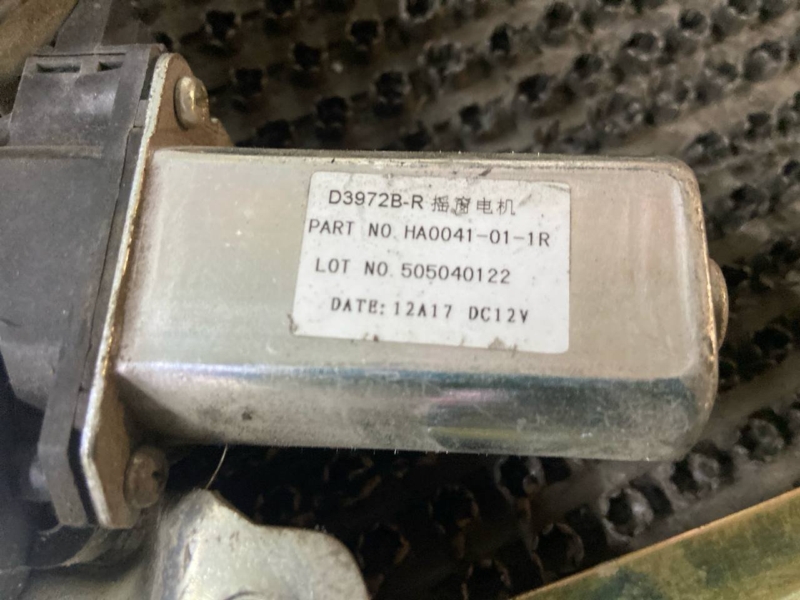 D3972B-R 摇窗电机
PART NO. HA0041-01-1R
LOT NO. 505040122
DATE: 12A17 DC12V